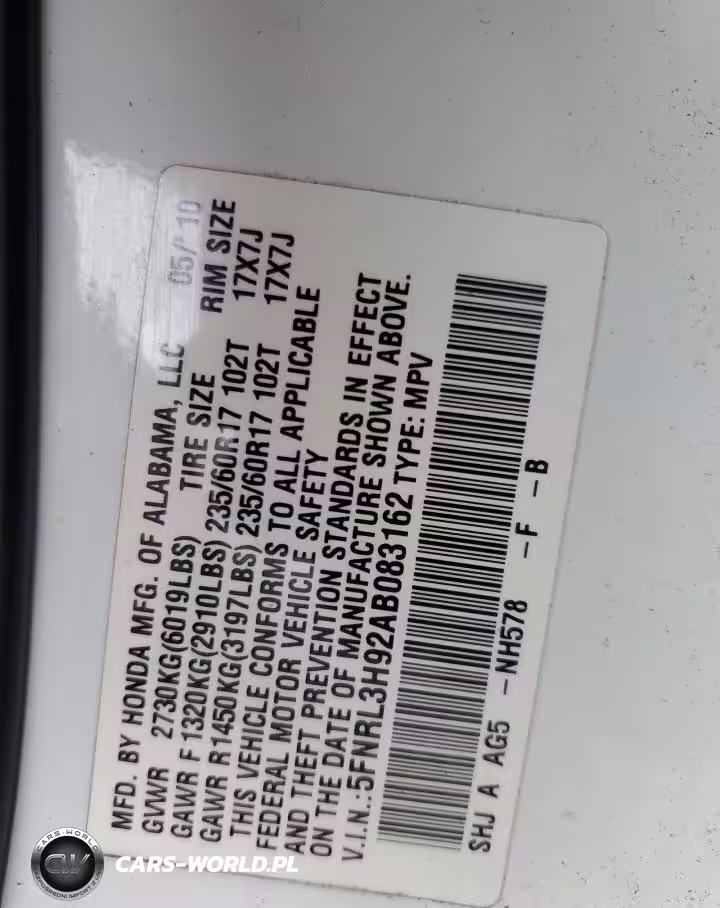 MFD. BY HONDA MFG. OF ALABAMA, LLC 05/10
GVWR 2730KG(6019LBS) TIRE SIZE RIM SIZE
GAWR F 1320KG(2910LBS) 235/60R17 102T 17X7J
GAWR R 1450KG(3197LBS) 235/60R17 102T 17X7J
THIS VEHICLE CONFORMS TO ALL APPLICABLE
FEDERAL MOTOR VEHICLE SAFETY
AND THEFT PREVENTION STANDARDS IN EFFECT
ON THE DATE OF MANUFACTURE SHOWN ABOVE.
V.I.N.:5FNRL3H92AB083162 TYPE: MPV
SHJ A AG5 -NH578 -F -B
CARS-WORLD
CW
CARS-WORLD.PL